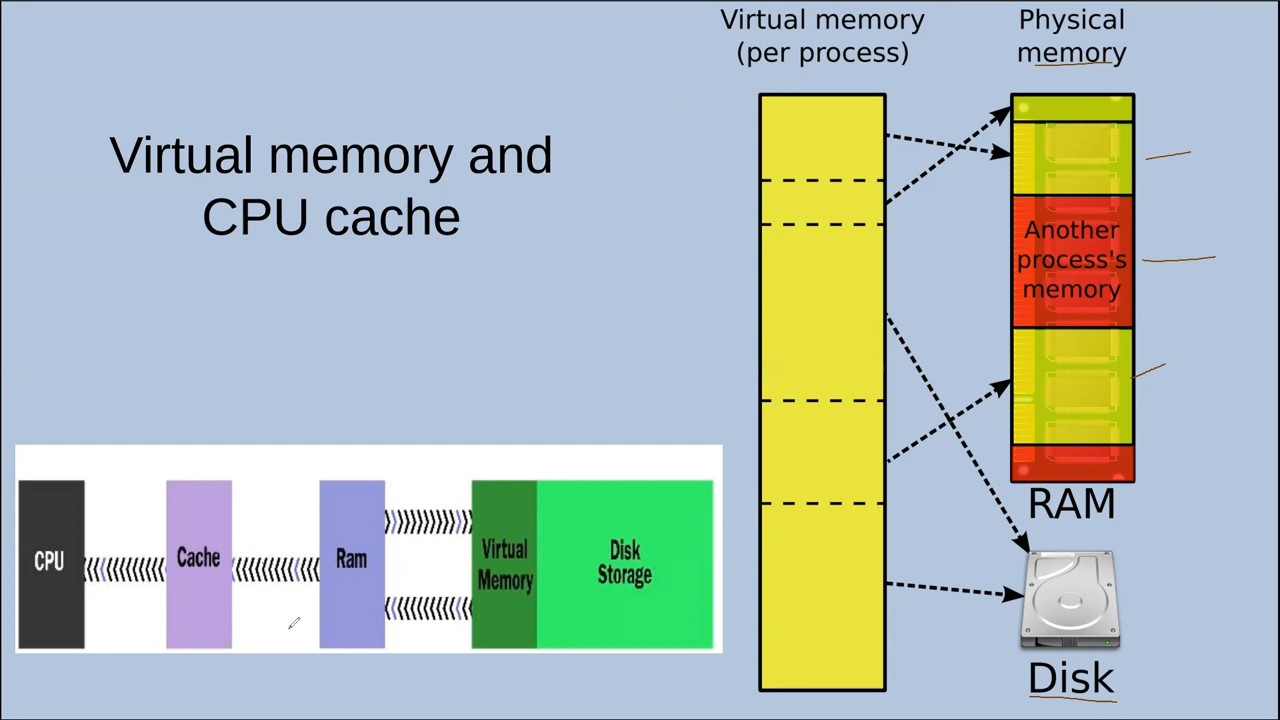 Virtual memory and
CPU cache
Virtual memory
(per process)
Physical
memory
Another
process's
memory
RAM
Disk
CPU
Cache
Ram
Virtual
Memory
Disk
Storage